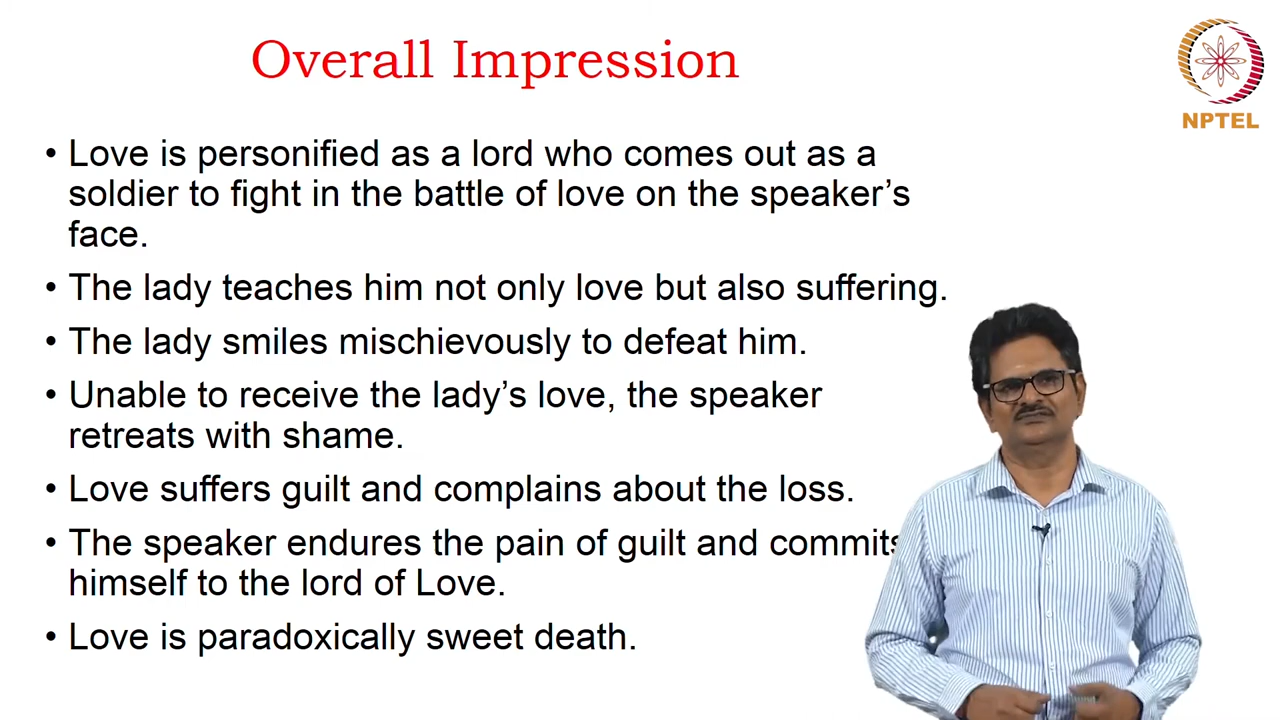 Overall Impression
NPTEL
• Love is personified as a lord who comes out as a
soldier to fight in the battle of love on the speaker’s
face.
• The lady teaches him not only love but also suffering.
• The lady smiles mischievously to defeat him.
• Unable to receive the lady’s love, the speaker
retreats with shame.
• Love suffers guilt and complains about the loss.
• The speaker endures the pain of guilt and commits
himself to the lord of Love.
• Love is paradoxically sweet death.